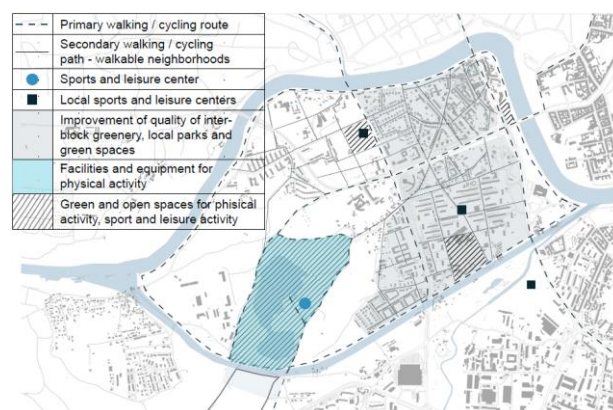 Primary walking / cycling route
Secondary walking / cycling
path - walkable neighborhoods
Sports and leisure center
Local sports and leisure centers
Improvement of quality of inter-
block greenery, local parks and
green spaces
Facilities and equipment for
physical activity
Green and open spaces for phisical
activity, sport and leisure activity